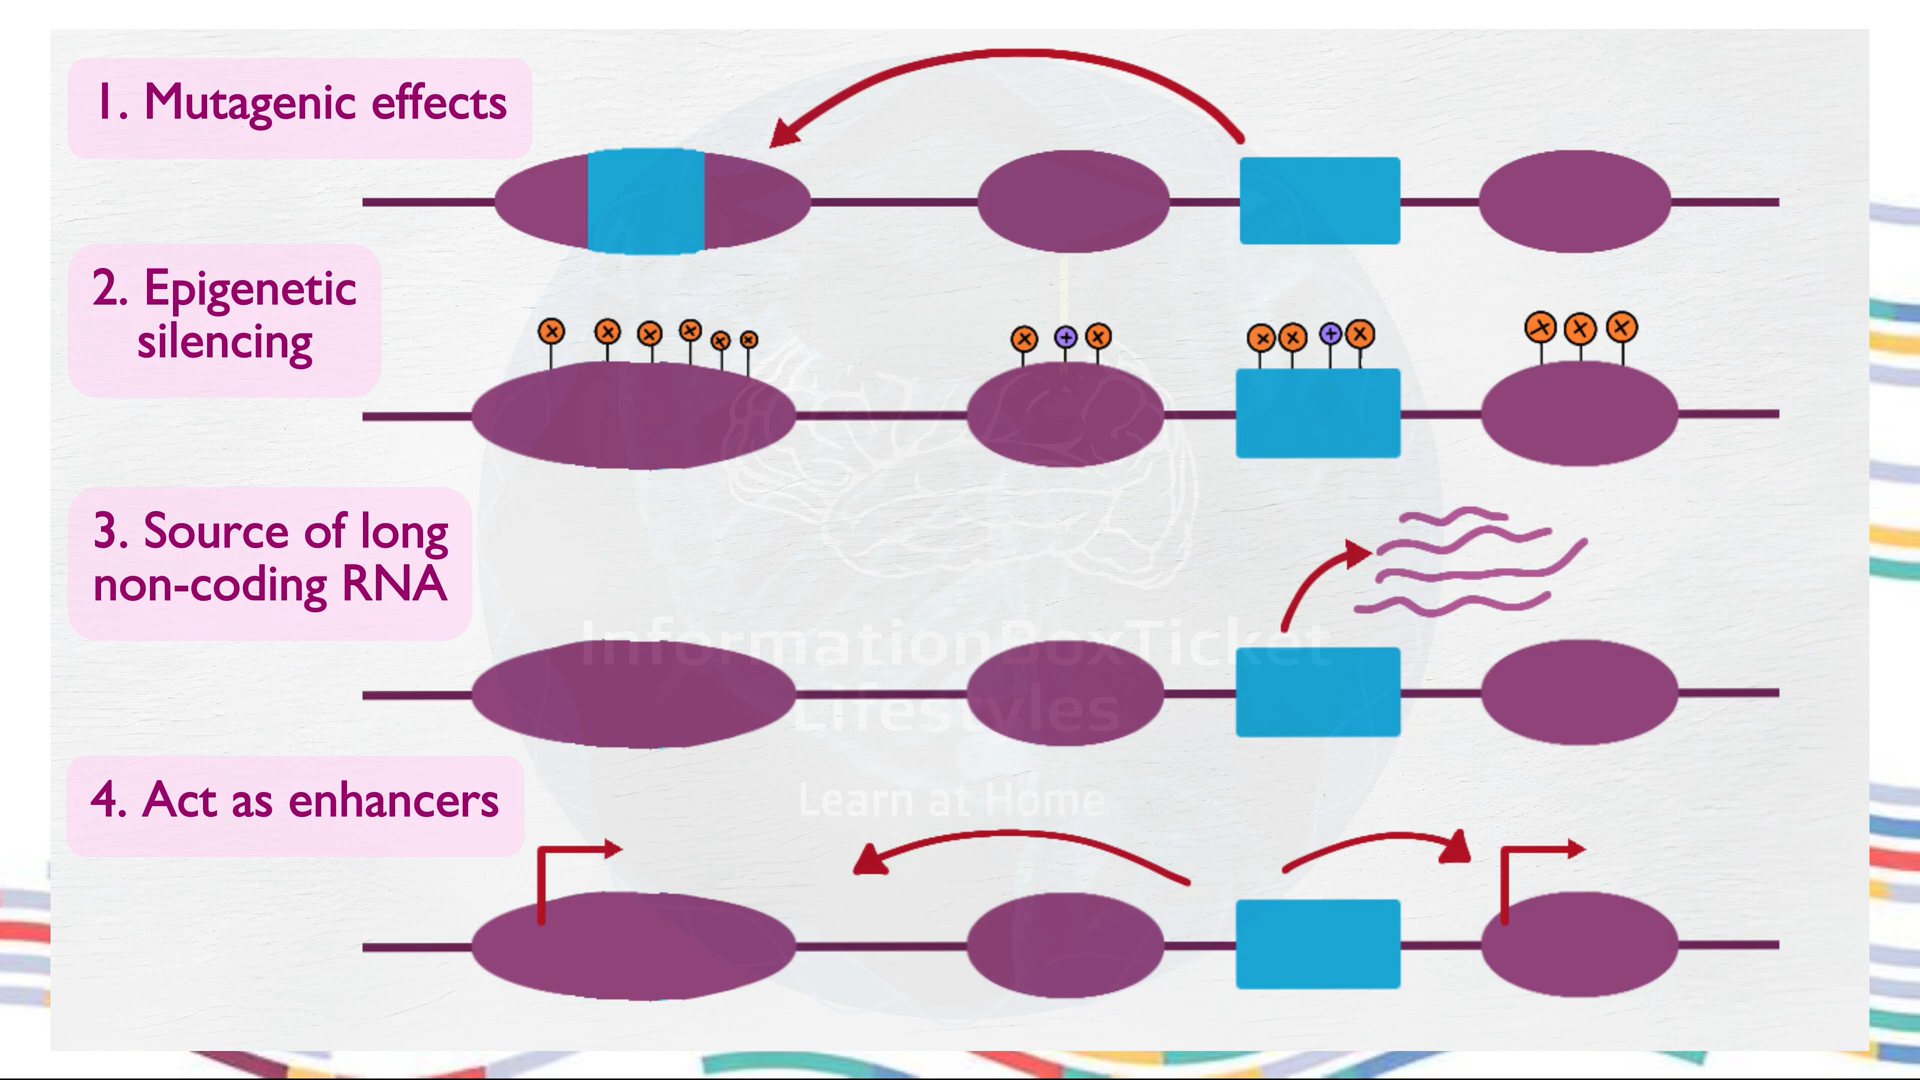 1. Mutagenic effects
2. Epigenetic
silencing
3. Source of long
non-coding RNA
InformationBoxTicket
Lifestyles
4. Act as enhancers
Learn at Home